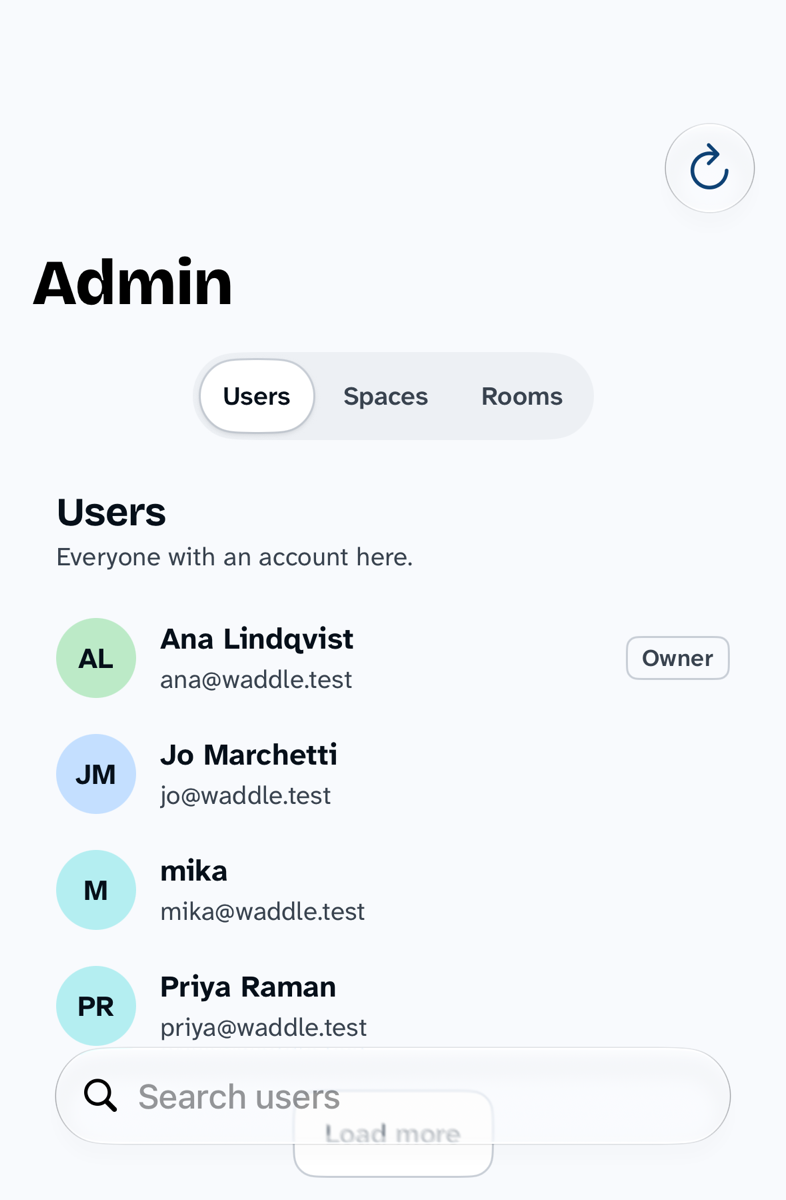 Admin
Users Spaces Rooms
Users
Everyone with an account here.
AL Ana Lindqvist Owner
ana@waddle.test
JM Jo Marchetti
jo@waddle.test
M mika
mika@waddle.test
PR Priya Raman
priya@waddle.test
Search users
Load more